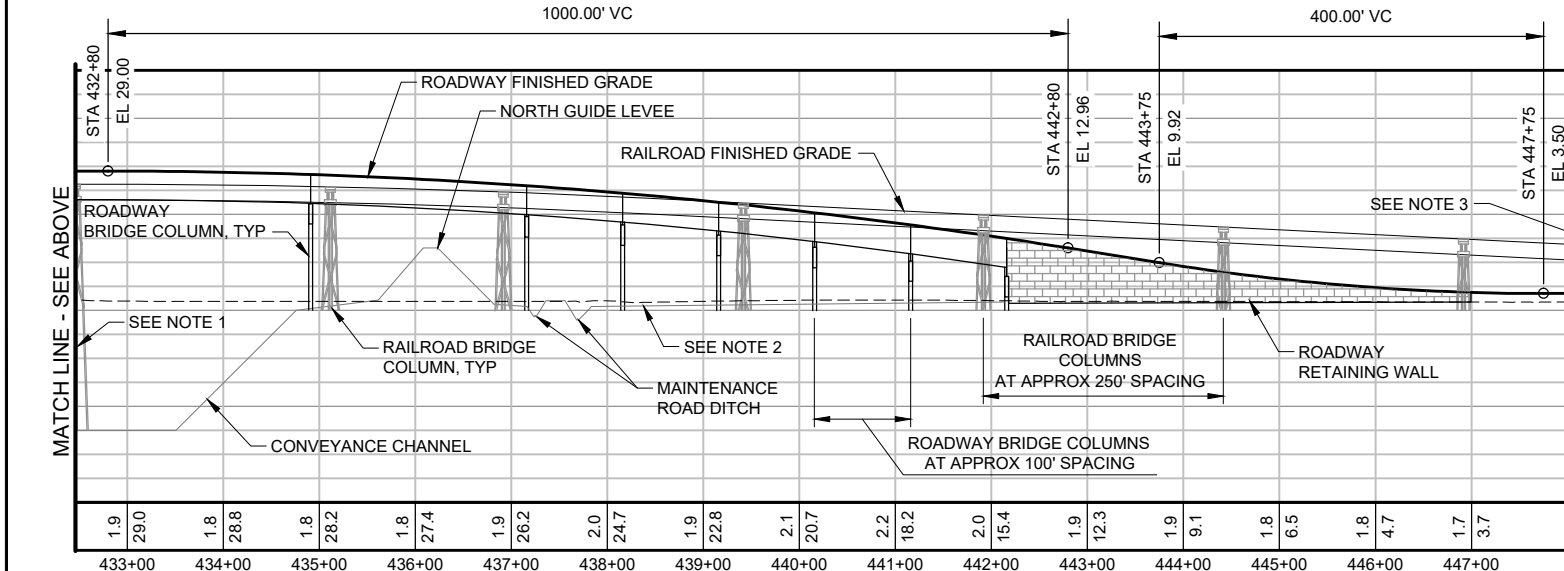 1000.00' VC
400.00' VC
STA 432+80
EL 29.00
ROADWAY FINISHED GRADE
NORTH GUIDE LEVEE
RAILROAD FINISHED GRADE
STA 442+80
EL 12.96
STA 443+75
EL 9.92
STA 447+75
EL 3.50
MATCH LINE - SEE ABOVE
ROADWAY
BRIDGE COLUMN, TYP
SEE NOTE 3
SEE NOTE 1
RAILROAD BRIDGE
COLUMN, TYP
SEE NOTE 2
MAINTENANCE
ROAD DITCH
RAILROAD BRIDGE
COLUMNS
AT APPROX 250' SPACING
ROADWAY
RETAINING WALL
CONVEYANCE CHANNEL
ROADWAY BRIDGE COLUMNS
AT APPROX 100' SPACING
1.9
29.0
1.8
28.8
1.8
28.2
1.8
27.4
1.9
26.2
2.0
24.7
1.9
22.8
2.1
20.7
2.2
18.2
2.0
15.4
1.9
12.3
1.9
9.1
1.8
6.5
1.8
4.7
1.7
3.7
433+00 434+00 435+00 436+00 437+00 438+00 439+00 440+00 441+00 442+00 443+00 444+00 445+00 446+00 447+00